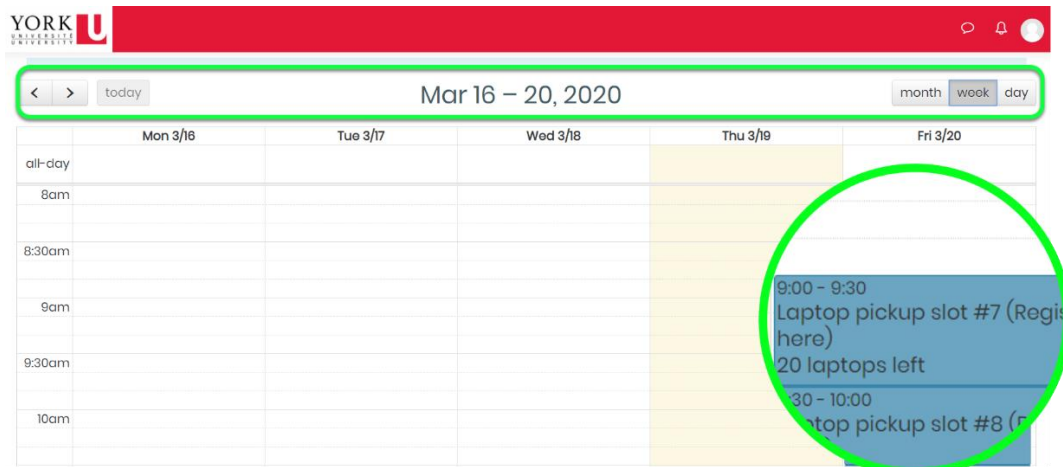 YORK U
UNIVERSITÉ
UNIVERSITY
today
Mar 16 – 20, 2020
month week day
Mon 3/16 Tue 3/17 Wed 3/18 Thu 3/19 Fri 3/20
all-day
8am
8:30am
9am
9:30am
10am
9:00 - 9:30
Laptop pickup slot #7 (Regis
here)
20 laptops left
:30 - 10:00
top pickup slot #8 (